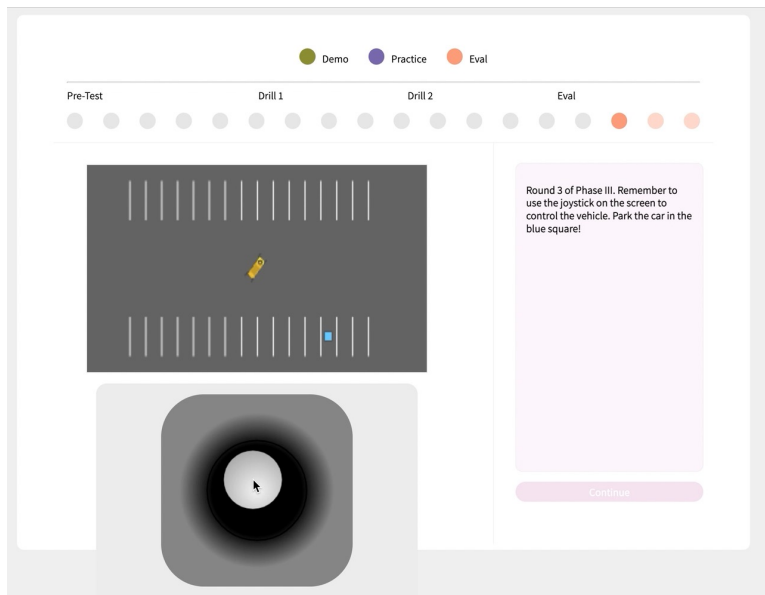 Demo Practice Eval
Pre-Test Drill 1 Drill 2 Eval
Round 3 of Phase III. Remember to
use the joystick on the screen to
control the vehicle. Park the car in the
blue square!
Continue